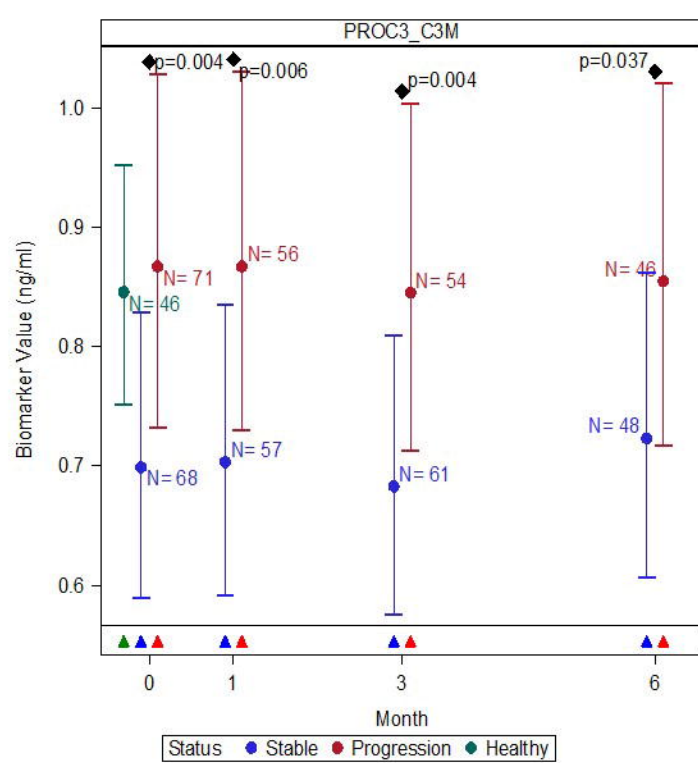 PROC3_C3M
p=0.004
p=0.006
p=0.004
p=0.037
1.0
0.9
0.8
0.7
0.6
Biomarker Value (ng/ml)
N= 46
N= 71
N= 68
N= 56
N= 57
N= 54
N= 61
N= 46
N= 48
0 1 3 6
Month
Status Stable Progression Healthy